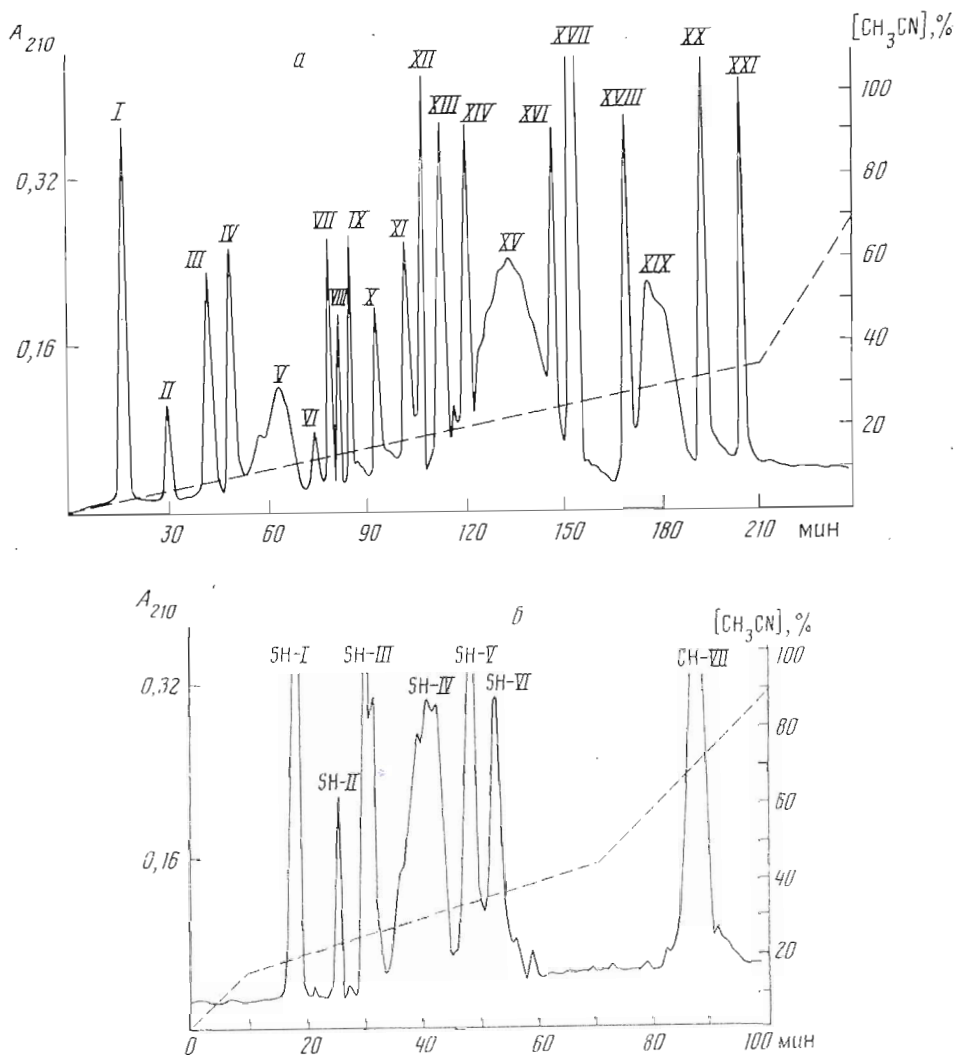 A210
а
[CH3CN],%
I
II
III
IV
V
VI
VII
VIII
IX
X
XI
XII
XIII
XIV
XV
XVI
XVII
XVIII
XIX
XX
XXI
0,32
0,16
100
80
60
40
20
30 60 90 120 150 180 210 мин
A210
б
[CH3CN],%
SH-I
SH-II
SH-III
SH-IV
SH-V
SH-VI
CH-VII
0,32
0,16
100
80
60
40
20
0 20 40 60 80 100 мин